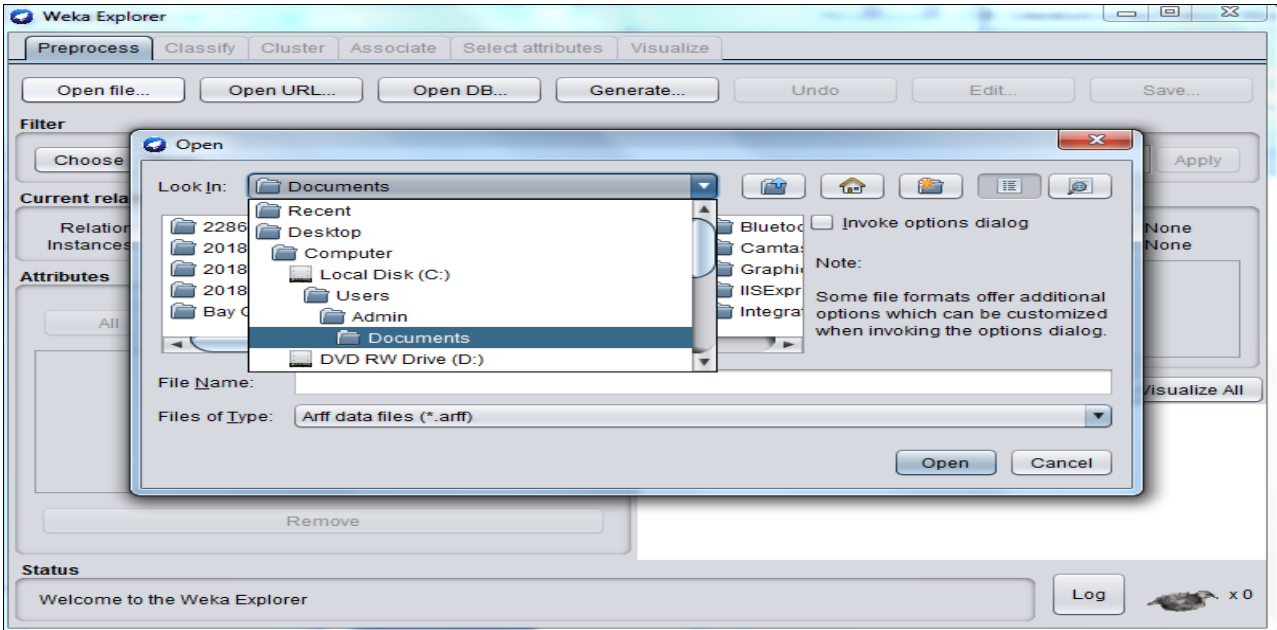 Weka Explorer
Preprocess Classify Cluster Associate Select attributes Visualize
Open file... Open URL... Open DB... Generate... Undo Edit... Save...
Filter
Open
Choose
Apply
Look In: Documents
Current rela
Recent
Desktop
Computer
Local Disk (C:)
Users
Admin
Documents
DVD RW Drive (D:)
2286
2018
2018
2018
Bay
Bluetoo
Camta
Graphi
IISExpr
Integra
Invoke options dialog
Note:
Some file formats offer additional
options which can be customized
when invoking the options dialog.
Relation
Instances
None
None
Attributes
All
File Name:
Visualize All
Files of Type: Arff data files (*.arff)
Open Cancel
Remove
Status
Welcome to the Weka Explorer
Log
x 0